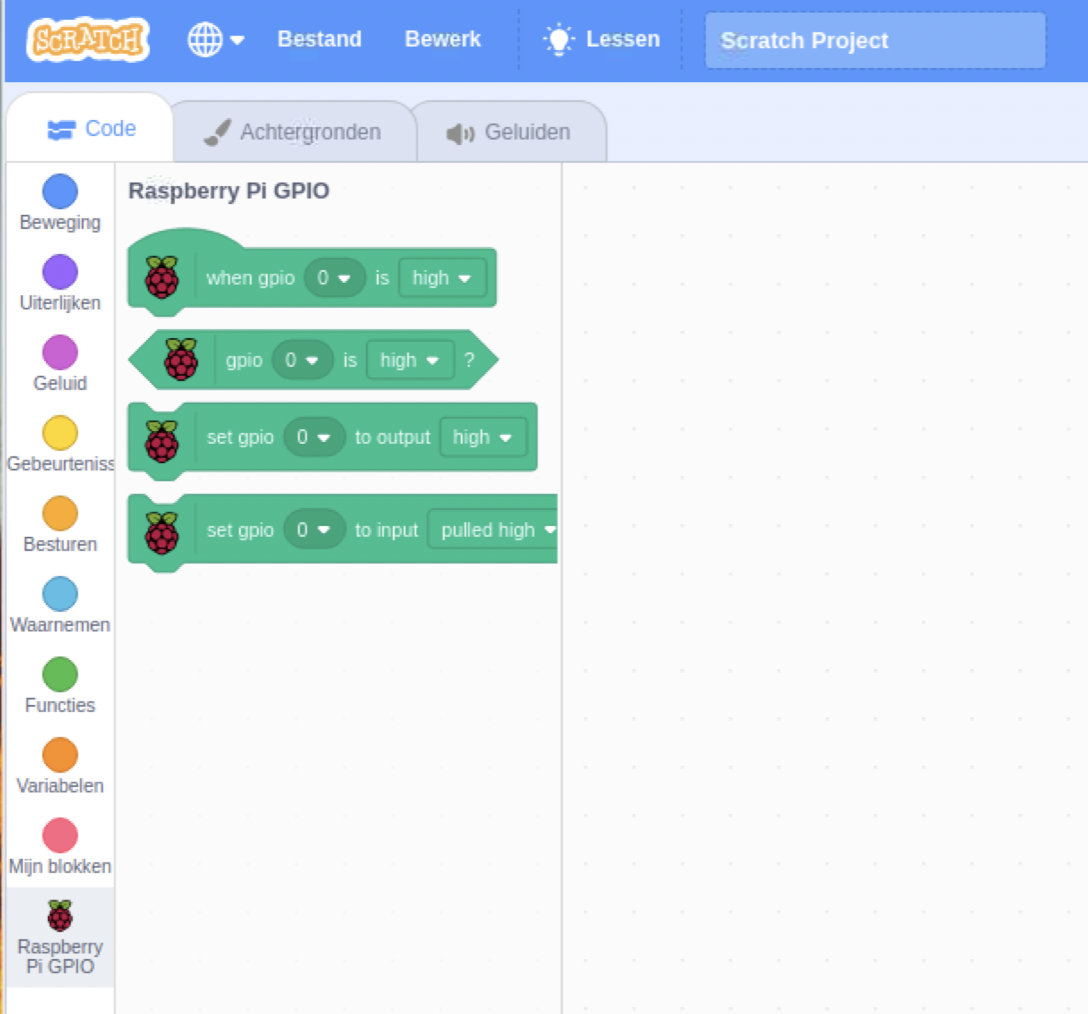 SCRATCH Bestand Bewerk Lessen Scratch Project
Code Achtergronden Geluiden
Beweging
Uiterlijken
Geluid
Gebeurteniss
Besturen
Waarnemen
Functies
Variabelen
Mijn blokken
Raspberry
Pi GPIO
Raspberry Pi GPIO
when gpio 0 is high
gpio 0 is high ?
set gpio 0 to output high
set gpio 0 to input pulled high